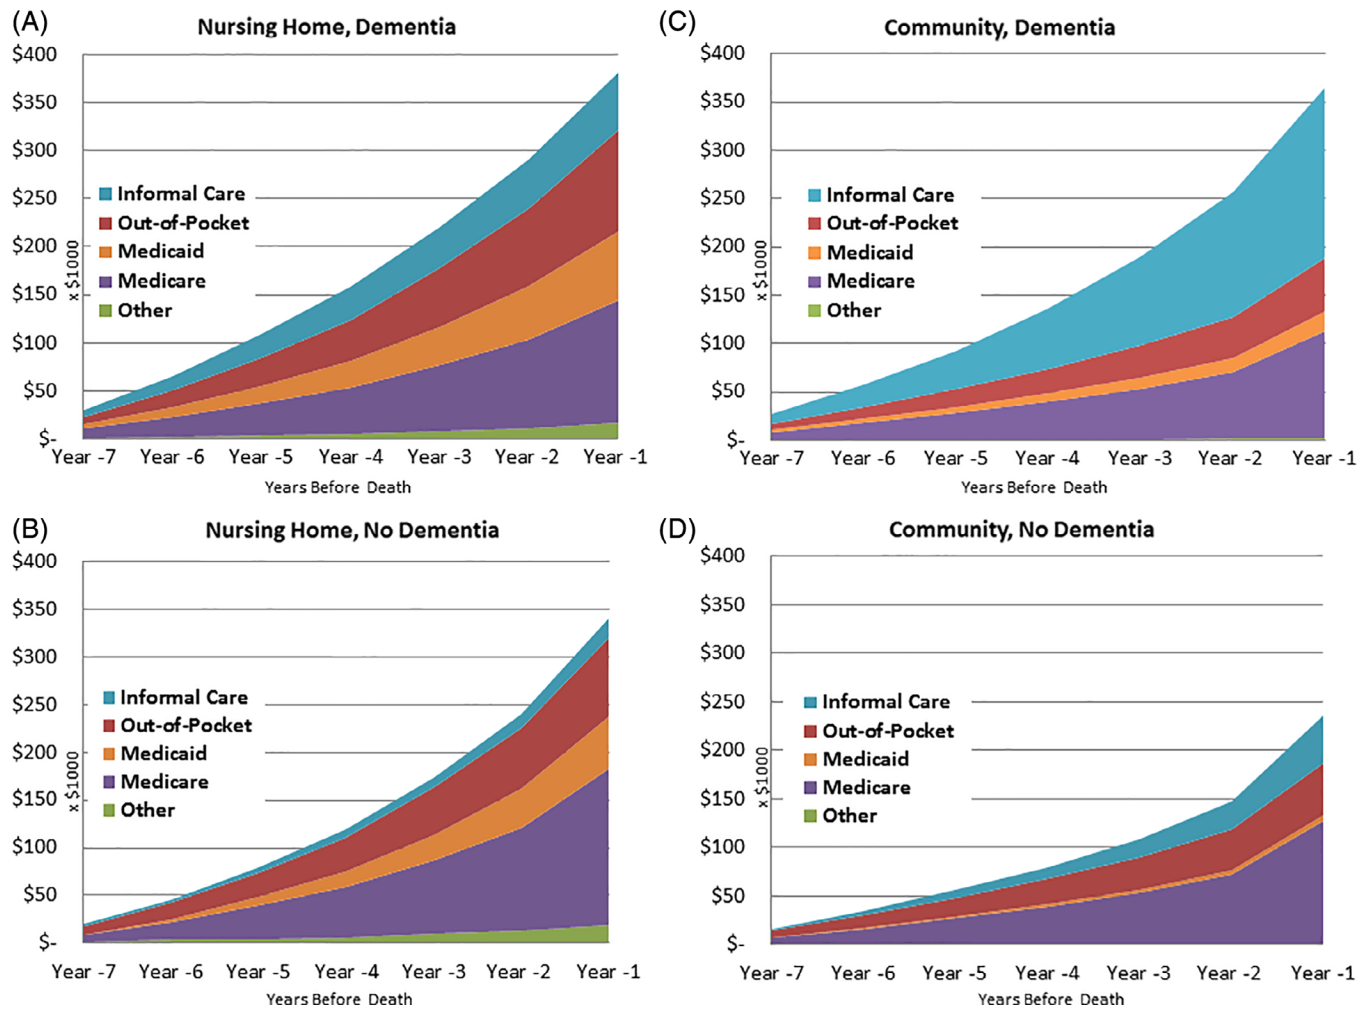 (A)
Nursing Home, Dementia
$400
$350
$300
$250
$200
$150
$100
$50
$-
x $1000
Informal Care
Out-of-Pocket
Medicaid
Medicare
Other
Year -7 Year -6 Year -5 Year -4 Year -3 Year -2 Year -1
Years Before Death
(C)
Community, Dementia
$400
$350
$300
$250
$200
$150
$100
$50
$-
x $1000
Informal Care
Out-of-Pocket
Medicaid
Medicare
Other
Year -7 Year -6 Year -5 Year -4 Year -3 Year -2 Year -1
Years Before Death
(B)
Nursing Home, No Dementia
$400
$350
$300
$250
$200
$150
$100
$50
$-
x $1000
Informal Care
Out-of-Pocket
Medicaid
Medicare
Other
Year -7 Year -6 Year -5 Year -4 Year -3 Year -2 Year -1
Years Before Death
(D)
Community, No Dementia
$400
$350
$300
$250
$200
$150
$100
$50
$-
x $1000
Informal Care
Out-of-Pocket
Medicaid
Medicare
Other
Year -7 Year -6 Year -5 Year -4 Year -3 Year -2 Year -1
Years Before Death